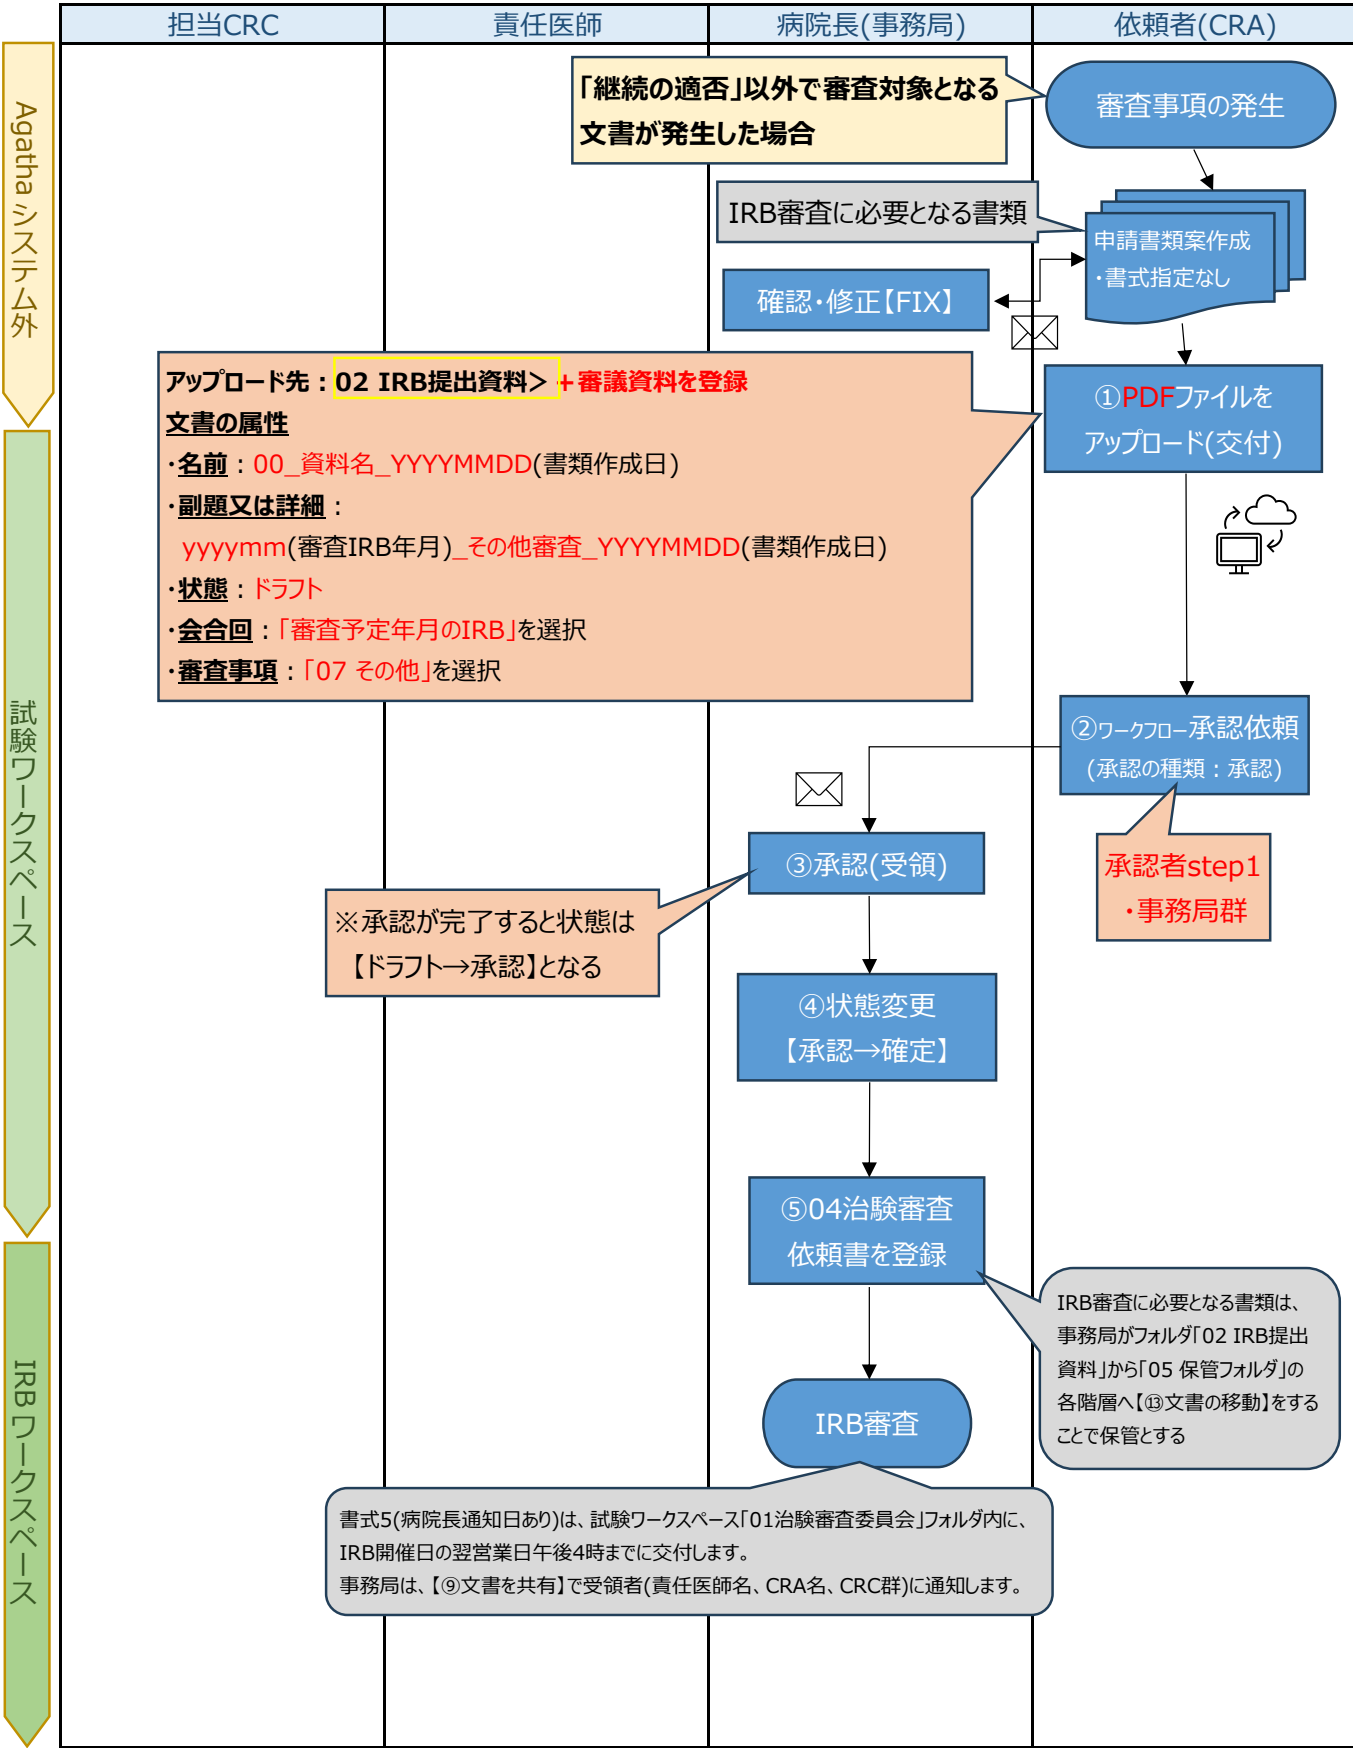 担当CRC
責任医師
病院長(事務局)
依頼者(CRA)
Agathaシステム外
「継続の適否」以外で審査対象となる
文書が発生した場合
審査事項の発生
IRB審査に必要となる書類
申請書類案作成
・書式指定なし
確認・修正【FIX】
アップロード先：02 IRB提出資料＞＋審議資料を登録
文書の属性
・名前：00_資料名_YYYYMMDD(書類作成日)
・副題又は詳細：
yyyymm(審査IRB年月)_その他審査_YYYYMMDD(書類作成日)
・状態：ドラフト
・会合回：「審査予定年月のIRB」を選択
・審査事項：「07 その他」を選択
①PDFファイルを
アップロード(交付)
試験ワークスペース
②ワークフロー承認依頼
(承認の種類：承認)
承認者step1
・事務局群
③承認(受領)
※承認が完了すると状態は
【ドラフト→承認】となる
④状態変更
【承認→確定】
⑤04治験審査
依頼書を登録
IRBワークスペース
IRB審査に必要となる書類は、
事務局がフォルダ「02 IRB提出
資料」から「05 保管フォルダ」の
各階層へ【⑬文書の移動】をする
ことで保管とする
IRB審査
書式5(病院長通知日あり)は、試験ワークスペース「01治験審査委員会」フォルダ内に、
IRB開催日の翌営業日午後4時までに交付します。
事務局は、【⑨文書を共有】で受領者(責任医師名、CRA名、CRC群)に通知します。